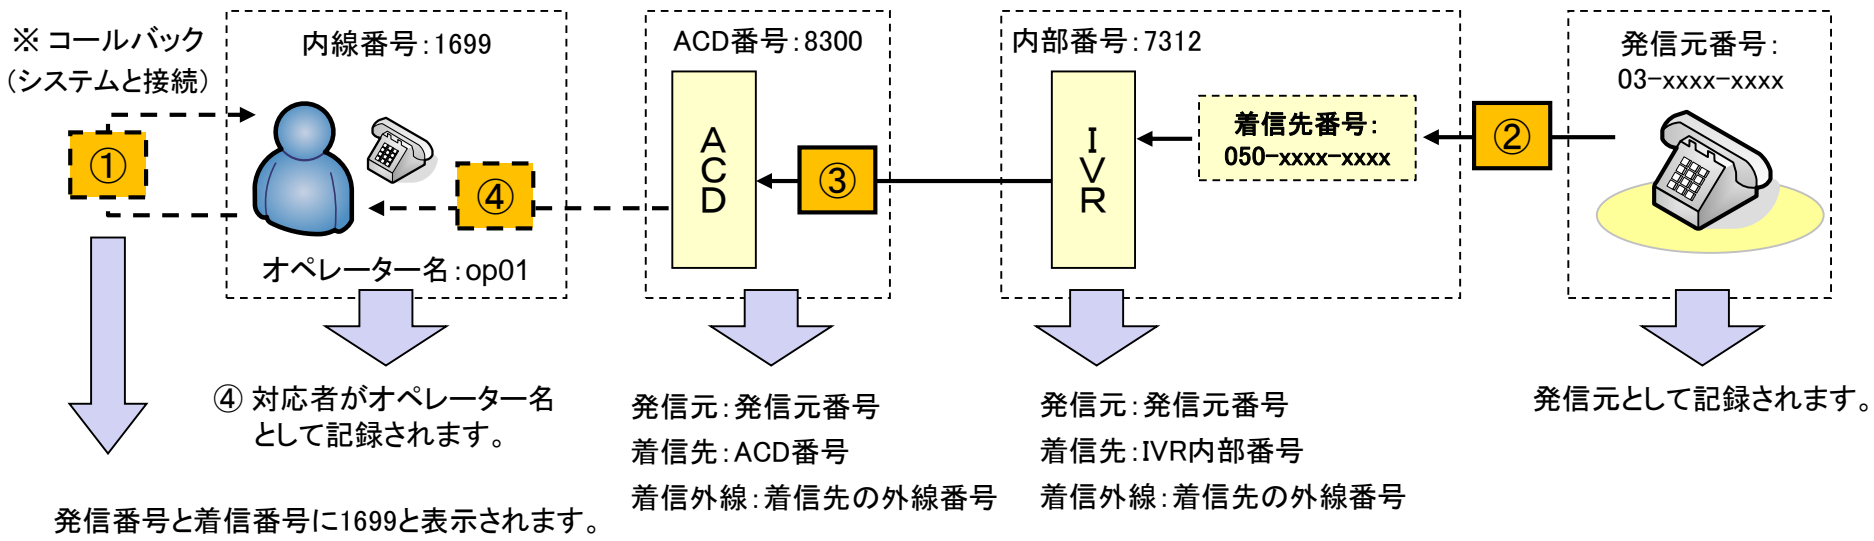 ※ コールバック
（システムと接続）
①
内線番号：1699
オペレーター名：op01
④
ACD番号：8300
ACD
③
内部番号：7312
IVR
着信先番号：
050-xxxx-xxxx
②
発信元番号：
03-xxxx-xxxx
発信番号と着信番号に1699と表示されます。
④ 対応者がオペレーター名
として記録されます。
発信元：発信元番号
着信先：ACD番号
着信外線：着信先の外線番号
発信元：発信元番号
着信先：IVR内部番号
着信外線：着信先の外線番号
発信元として記録されます。